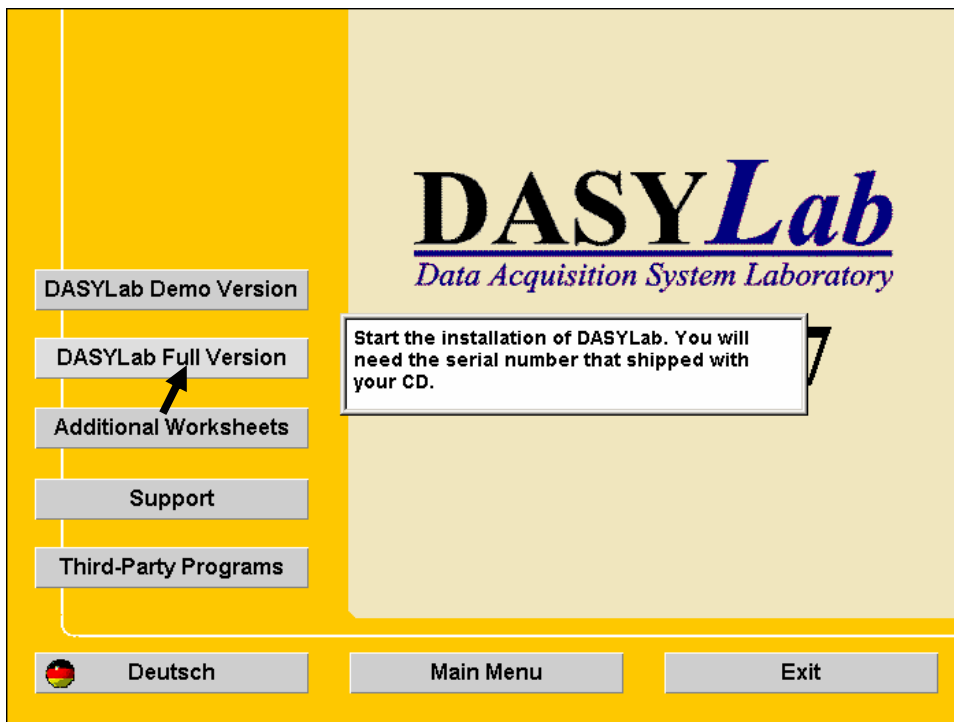 DASYLab
Data Acquisition System Laboratory
DASYLab Demo Version
DASYLab Full Version
Start the installation of DASYLab. You will
need the serial number that shipped with
your CD.
7
Additional Worksheets
Support
Third-Party Programs
Deutsch
Main Menu
Exit